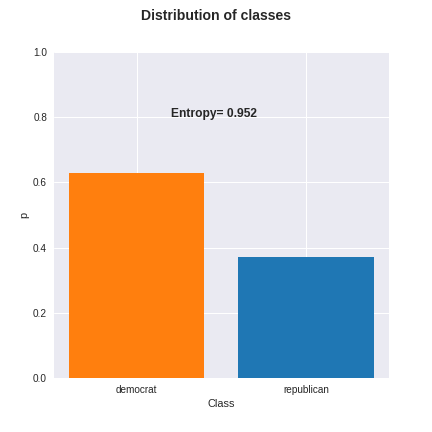 Distribution of classes
1.0
0.8
Entropy= 0.952
0.6
p
0.4
0.2
0.0
democrat republican
Class